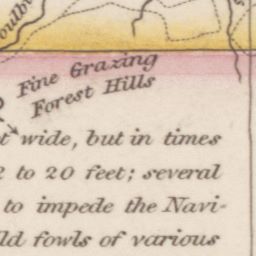 oulbu
Fine Grazing
Forest Hills
t wide, but in times
2 to 20 feet; several
to impede the Navi-
ld fowls of various